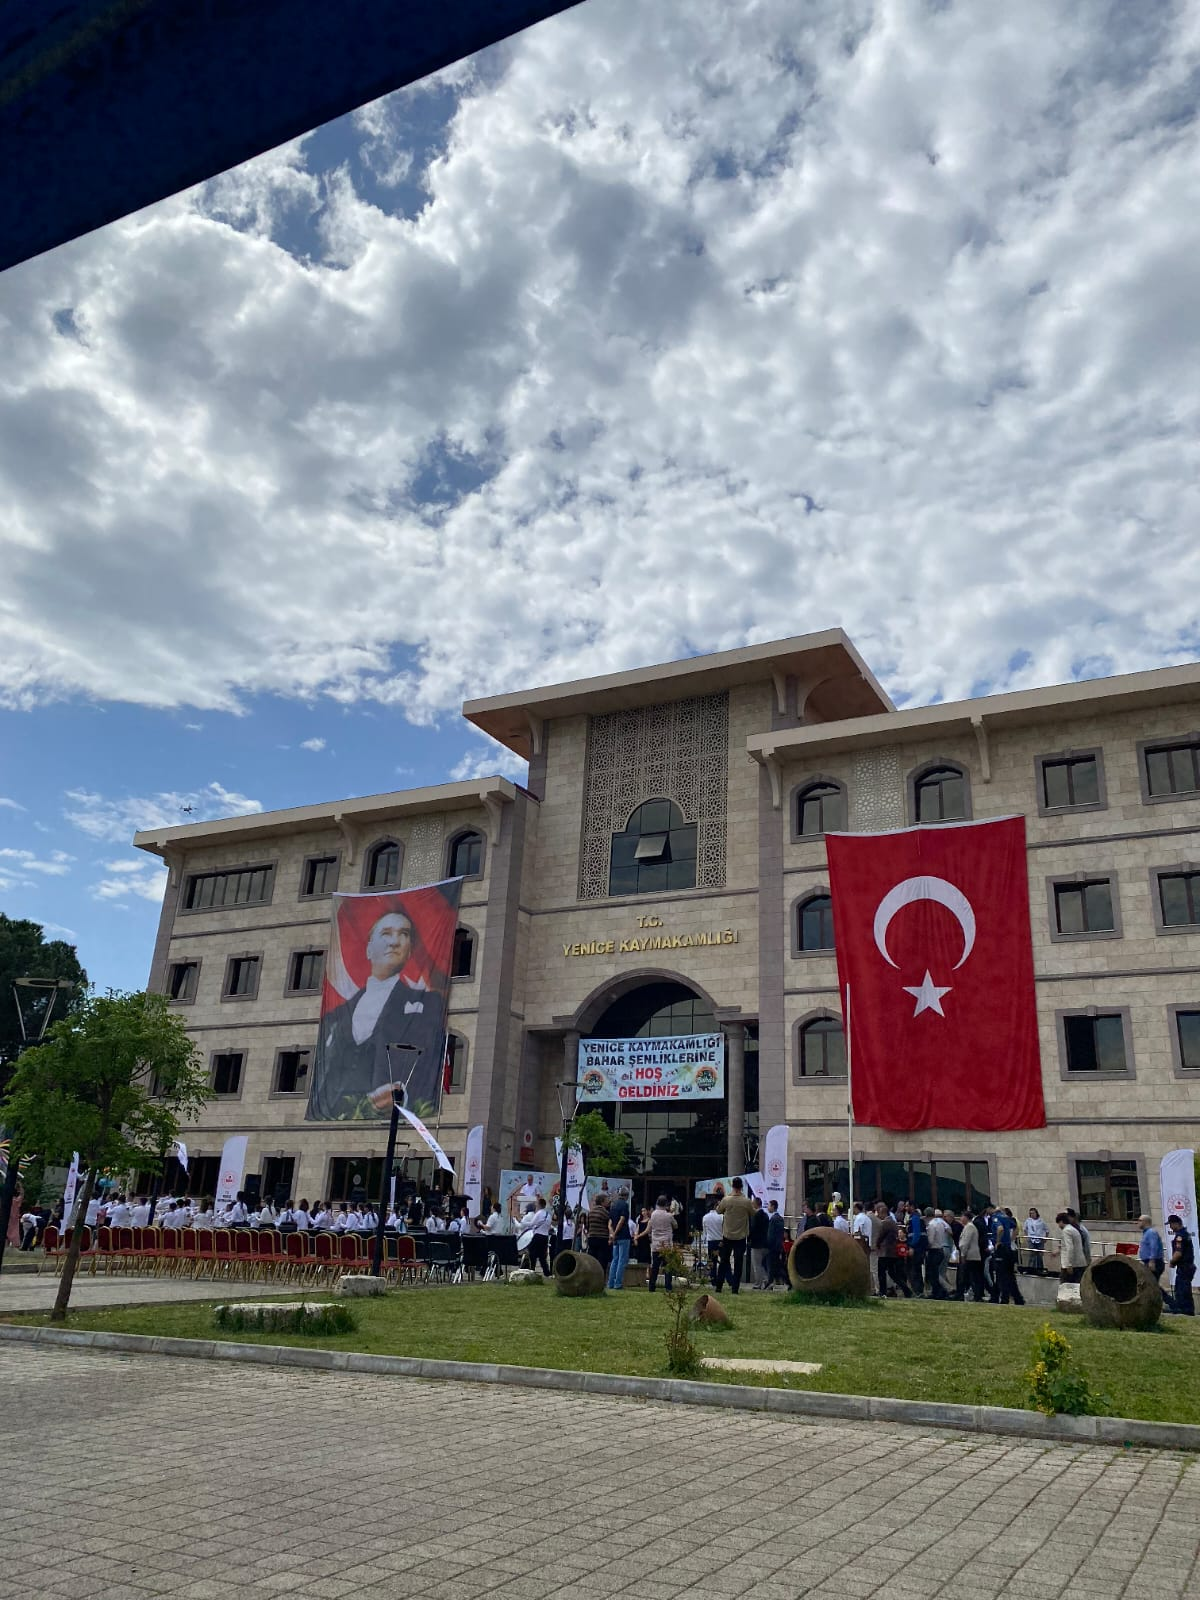 T.C.
YENİCE KAYMAKAMLIĞI
YENİCE KAYMAKAMLIĞI
BAHAR ŞENLİKLERİNE
HOŞ
GELDİNİZ